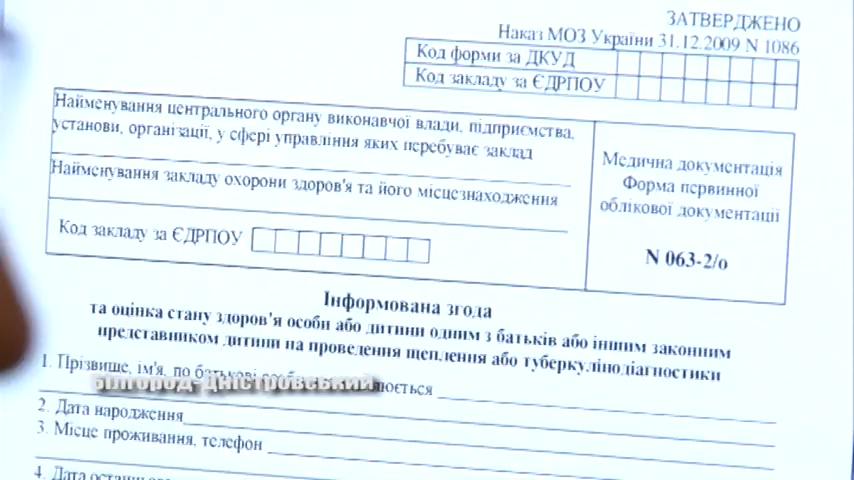 ЗАТВЕРДЖЕНО
Наказ МОЗ України 31.12.2009 N 1086
Код форми за ДКУД
Код закладу за ЄДРПОУ
Найменування центрального органу виконавчої влади, підприємства,
установи, організації, у сфері управління яких перебуває заклад
Найменування закладу охорони здоров'я та його місцезнаходження
Код закладу за ЄДРПОУ
Медична документація
Форма первинної
облікової документації
N 063-2/о
Інформована згода
та оцінка стану здоров'я особи або дитини одним з батьків або іншим законним
представником дитини на проведення щеплення або туберкулінодіагностики
1. Прізвище, ім'я, по батькові
БІЛГОРОД-ДНІСТРОВСЬКИЙ
2. Дата народження
3. Місце проживання, телефон
4. Дата